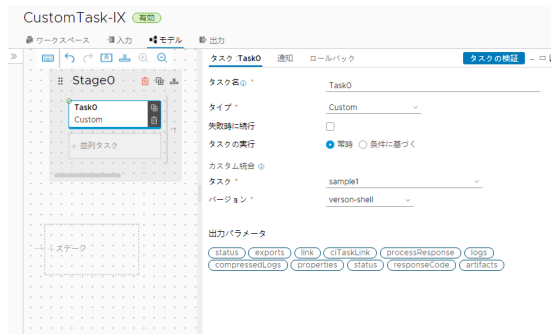 CustomTask-IX 有効
ワークスペース 入力 モデル 出力
Stage0
Task0
Custom
+ 並列タスク
+ ステージ
タスク :Task0 通知 ロールバック タスクの検証
タスク名 * Task0
タイプ * Custom
失敗時に続行
タスクの実行 常時 条件に基づく
カスタム統合
タスク * sample1
バージョン * verson-shell
出力パラメータ
status exports link ciTaskLink processResponse logs
compressedLogs properties status responseCode artifacts